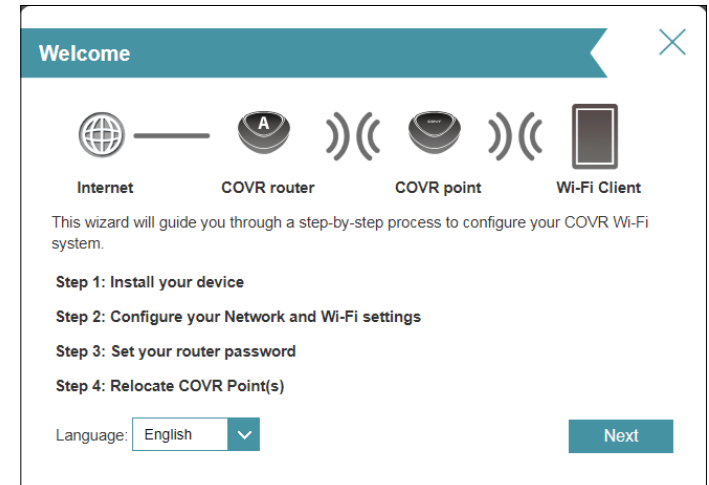 Welcome
A
COVR
Internet
COVR router
COVR point
Wi-Fi Client
This wizard will guide you through a step-by-step process to configure your COVR Wi-Fi
system.
Step 1: Install your device
Step 2: Configure your Network and Wi-Fi settings
Step 3: Set your router password
Step 4: Relocate COVR Point(s)
Language: English
Next